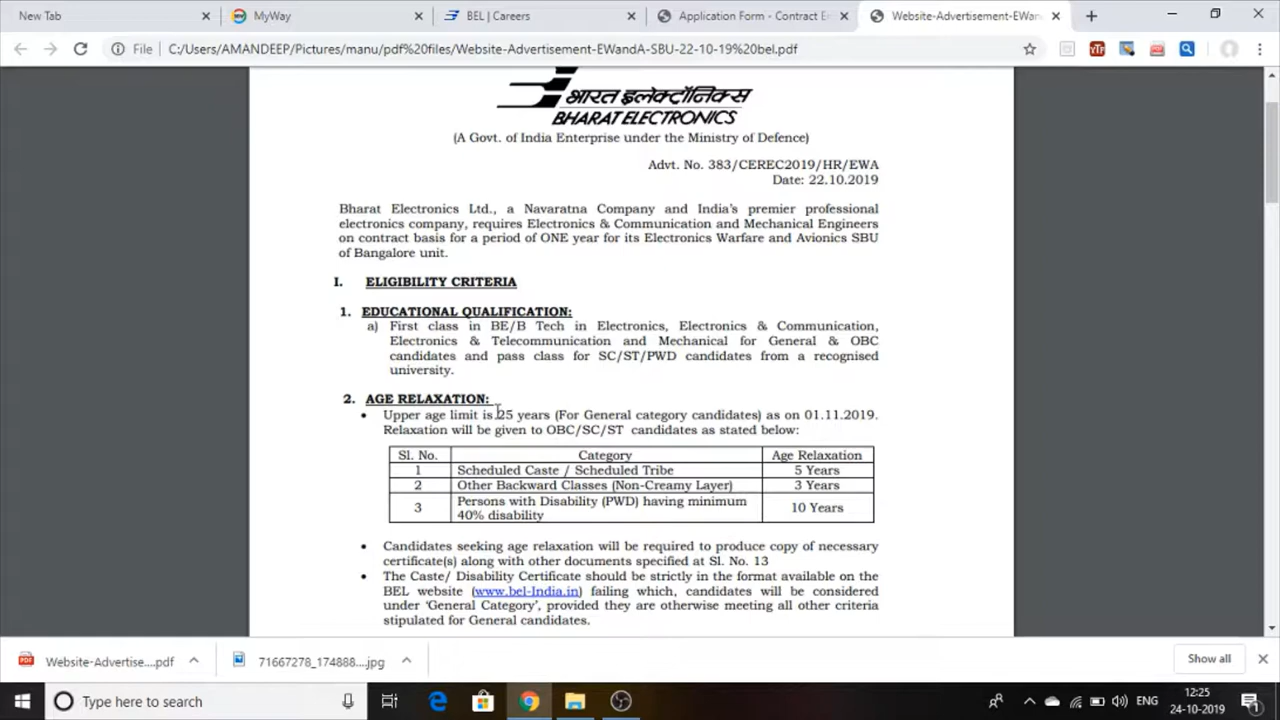 New Tab
MyWay
BEL | Careers
Application Form - Contract E
Website-Advertisement-EWan
File
C:/Users/AMANDEEP/Pictures/manu/pdf%20files/Website-Advertisement-EWandA-SBU-22-10-19%20bel.pdf
भारत इलेक्ट्रॉनिक्स
BHARAT ELECTRONICS
(A Govt. of India Enterprise under the Ministry of Defence)
Advt. No. 383/CEREC2019/HR/EWA
Date: 22.10.2019
Bharat Electronics Ltd., a Navaratna Company and India's premier professional
electronics company, requires Electronics & Communication and Mechanical Engineers
on contract basis for a period of ONE year for its Electronics Warfare and Avionics SBU
of Bangalore unit.
I. ELIGIBILITY CRITERIA
1. EDUCATIONAL QUALIFICATION:
a) First class in BE/B Tech in Electronics, Electronics & Communication,
Electronics & Telecommunication and Mechanical for General & OBC
candidates and pass class for SC/ST/PWD candidates from a recognised
university.
2. AGE RELAXATION:
• Upper age limit is 25 years (For General category candidates) as on 01.11.2019.
Relaxation will be given to OBC/SC/ST candidates as stated below:
Sl. No. Category Age Relaxation
1 Scheduled Caste / Scheduled Tribe 5 Years
2 Other Backward Classes (Non-Creamy Layer) 3 Years
3 Persons with Disability (PWD) having minimum 40% disability 10 Years
• Candidates seeking age relaxation will be required to produce copy of necessary
certificate(s) along with other documents specified at Sl. No. 13
• The Caste/ Disability Certificate should be strictly in the format available on the
BEL website (www.bel-India.in) failing which, candidates will be considered
under 'General Category', provided they are otherwise meeting all other criteria
stipulated for General candidates.
Website-Advertise....pdf
71667278_174888....jpg
Show all
Type here to search
ENG
12:25
24-10-2019